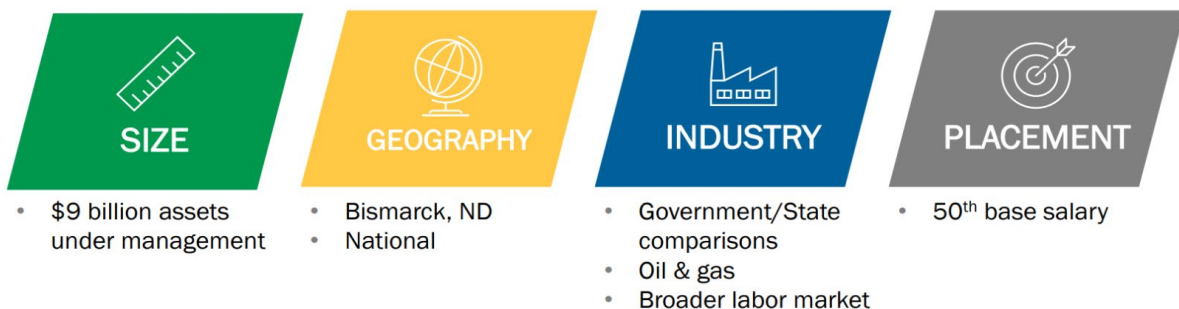 SIZE
• $9 billion assets
under management
GEOGRAPHY
• Bismarck, ND
• National
INDUSTRY
• Government/State
comparisons
• Oil & gas
• Broader labor market
PLACEMENT
• 50th base salary